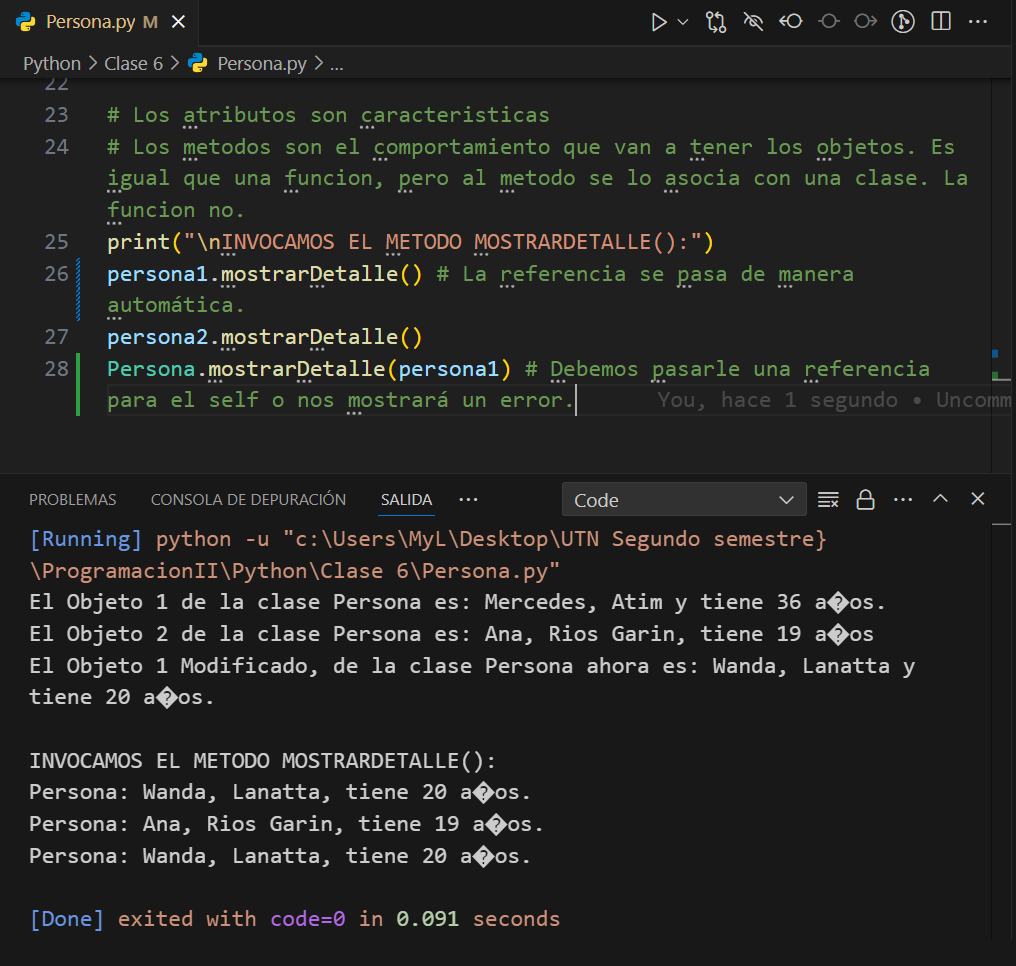 Persona.py M
Python > Clase 6 > Persona.py > ...
22
23 # Los atributos son caracteristicas
24 # Los metodos son el comportamiento que van a tener los objetos. Es
igual que una funcion, pero al metodo se lo asocia con una clase. La
funcion no.
25 print("\nINVOCAMOS EL METODO MOSTRARDETALLE():")
26 persona1.mostrarDetalle() # La referencia se pasa de manera
automática.
27 persona2.mostrarDetalle()
28 Persona.mostrarDetalle(persona1) # Debemos pasarle una referencia
para el self o nos mostrará un error. You, hace 1 segundo • Uncomm
PROBLEMAS CONSOLA DE DEPURACIÓN SALIDA ... Code
[Running] python -u "c:\Users\MyL\Desktop\UTN Segundo semestre}
\ProgramacionII\Python\Clase 6\Persona.py"
El Objeto 1 de la clase Persona es: Mercedes, Atim y tiene 36 a�os.
El Objeto 2 de la clase Persona es: Ana, Rios Garin, tiene 19 a�os
El Objeto 1 Modificado, de la clase Persona ahora es: Wanda, Lanatta y
tiene 20 a�os.
INVOCAMOS EL METODO MOSTRARDETALLE():
Persona: Wanda, Lanatta, tiene 20 a�os.
Persona: Ana, Rios Garin, tiene 19 a�os.
Persona: Wanda, Lanatta, tiene 20 a�os.
[Done] exited with code=0 in 0.091 seconds